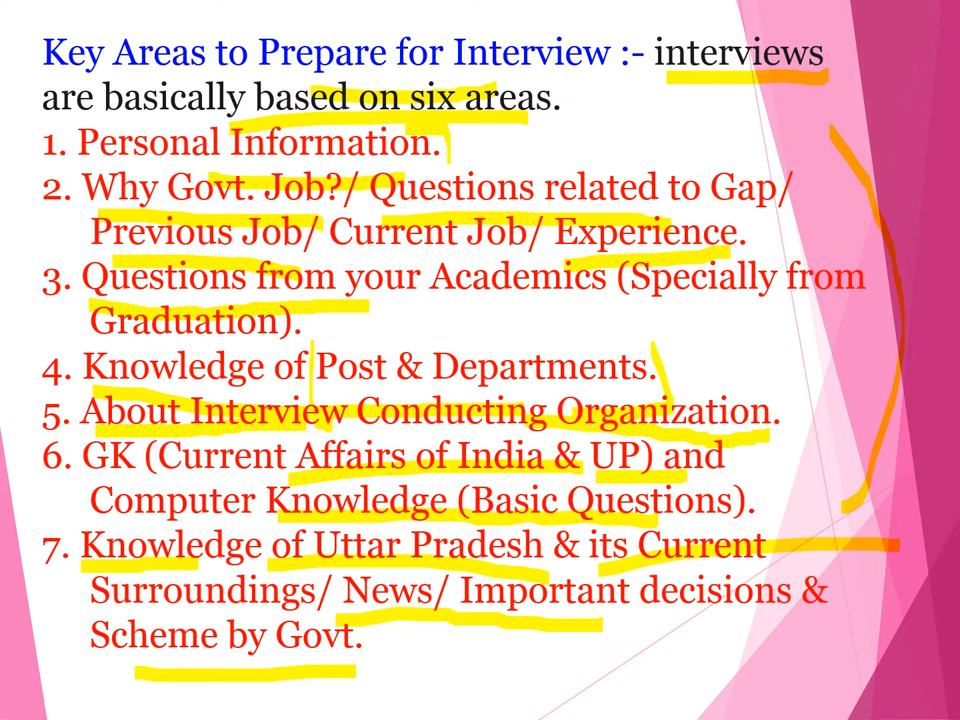 Key Areas to Prepare for Interview :- interviews
are basically based on six areas.
1. Personal Information.
2. Why Govt. Job?/ Questions related to Gap/
Previous Job/ Current Job/ Experience.
3. Questions from your Academics (Specially from
Graduation).
4. Knowledge of Post & Departments.
5. About Interview Conducting Organization.
6. GK (Current Affairs of India & UP) and
Computer Knowledge (Basic Questions).
7. Knowledge of Uttar Pradesh & its Current
Surroundings/ News/ Important decisions &
Scheme by Govt.